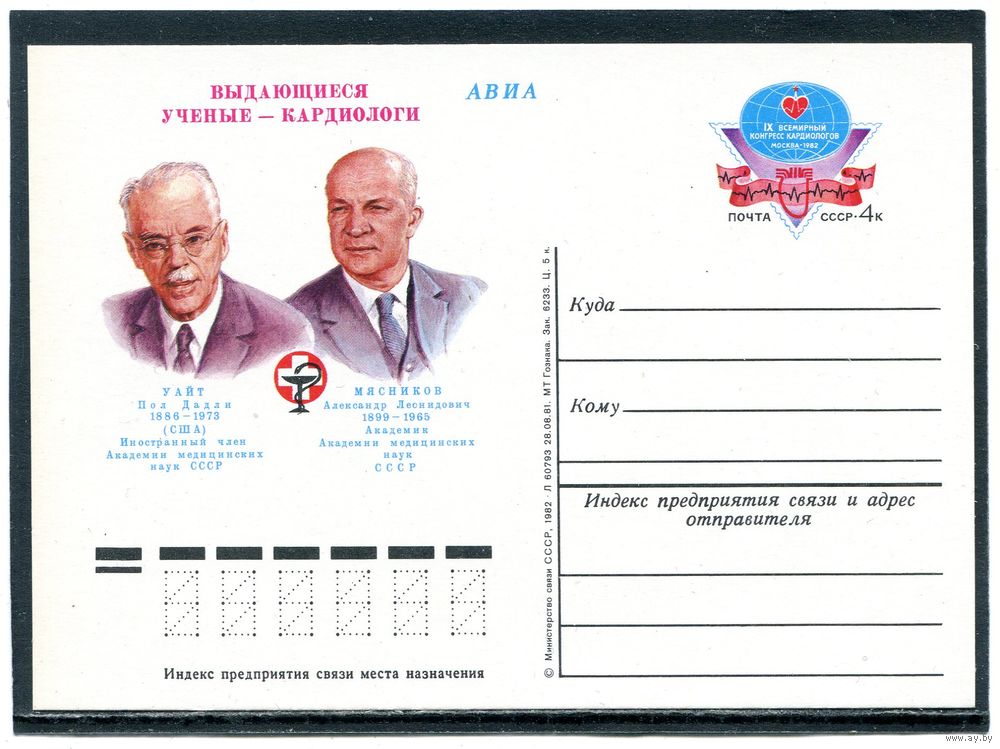 ВЫДАЮЩИЕСЯ
УЧЕНЫЕ — КАРДИОЛОГИ
АВИА
IX ВСЕМИРНЫЙ
КОНГРЕСС КАРДИОЛОГОВ
МОСКВА·1982
ПОЧТА СССР·4к
УАЙТ
Пол Дадли
1886–1973
(США)
Иностранный член
Академии медицинских
наук СССР
МЯСНИКОВ
Александр Леонидович
1899–1965
Академик
Академии медицинских
наук
СССР
Куда
Кому
Индекс предприятия связи и адрес
отправителя
© Министерство связи СССР, 1982 · Л 60793 28.08.81. МТ Гознака. Зак. 6233. Ц. 5 к.
Индекс предприятия связи места назначения
www.ay.by